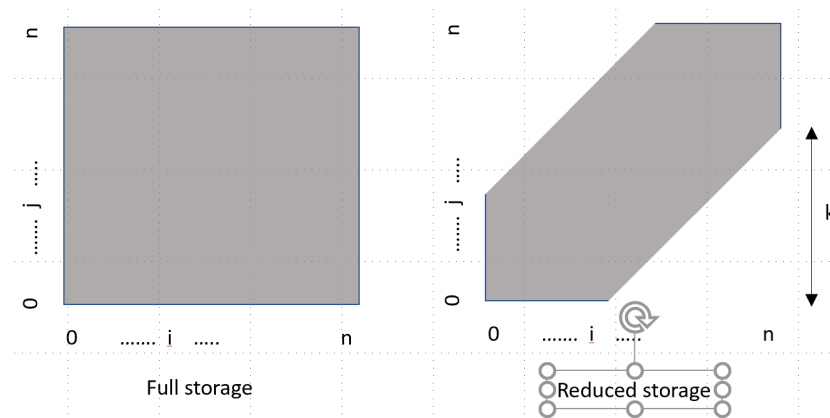 n
....... j .....
0
0 ....... i .....
n
Full storage
n
....... j .....
0
0 ....... i .....
n
k
Reduced storage